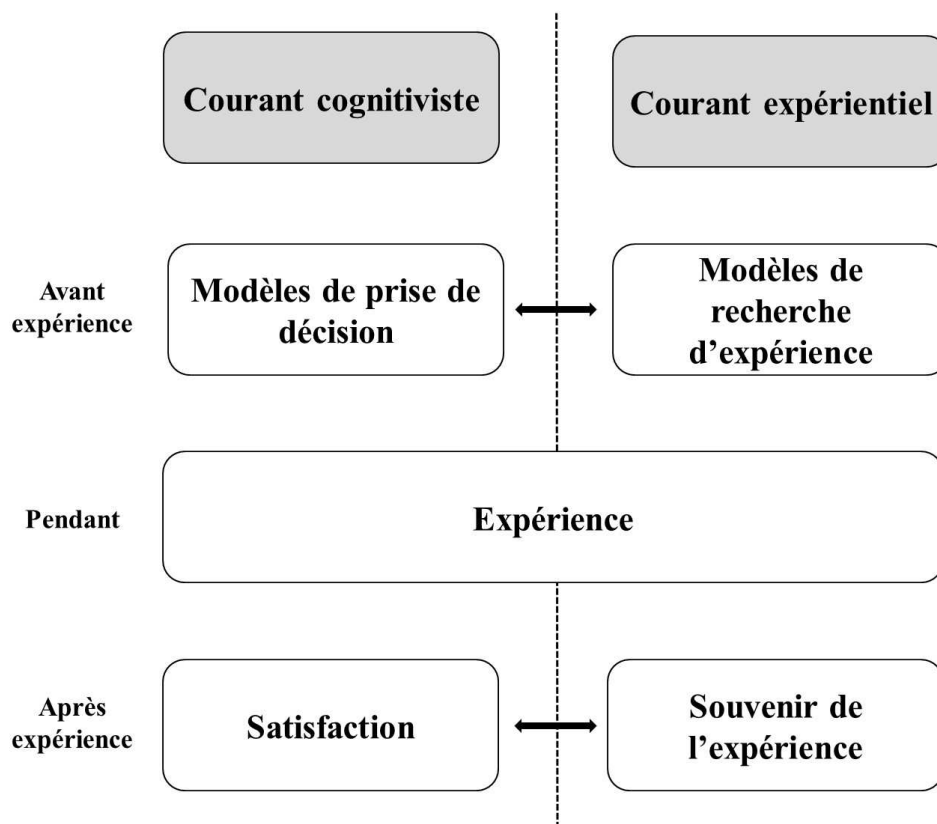 Courant cognitiviste
Courant expérientiel
Avant
expérience
Modèles de prise de
décision
Modèles de
recherche
d’expérience
Pendant
Expérience
Après
expérience
Satisfaction
Souvenir de
l’expérience